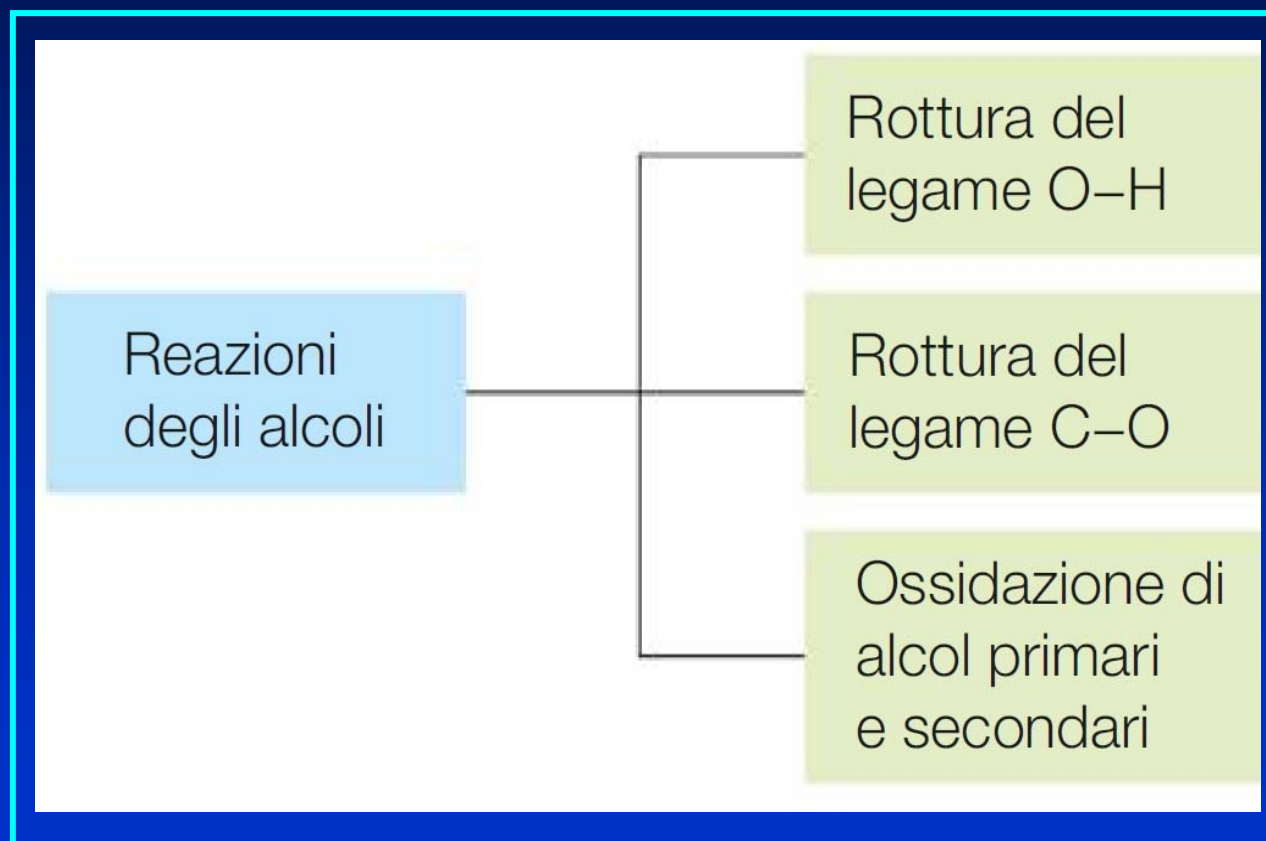 Reazioni
degli alcoli
Rottura del
legame O–H
Rottura del
legame C–O
Ossidazione di
alcol primari
e secondari